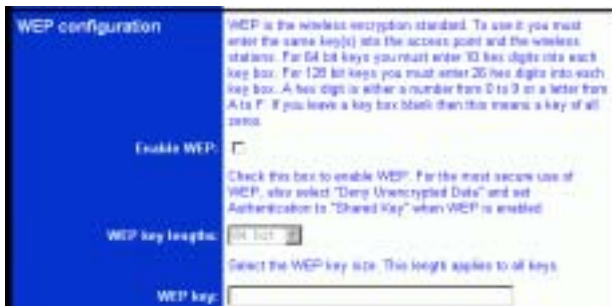 WEP configuration
WEP is the wireless encryption standard. To use it you must
enter the same key(s) into the access point and the wireless
stations. For 64 bit keys you must enter 10 hex digits into each
key box. For 128 bit keys you must enter 26 hex digits into each
key box. A hex digit is either a number from 0 to 9 or a letter from
A to F. If you leave a key box blank then this means a key of all
zeros.
Enable WEP:
Check this box to enable WEP. For the most secure use of
WEP, also select "Deny Unencrypted Data" and set
Authentication to "Shared Key" when WEP is enabled
WEP key lengths: 64 bit
Select the WEP key size. This length applies to all keys
WEP key: